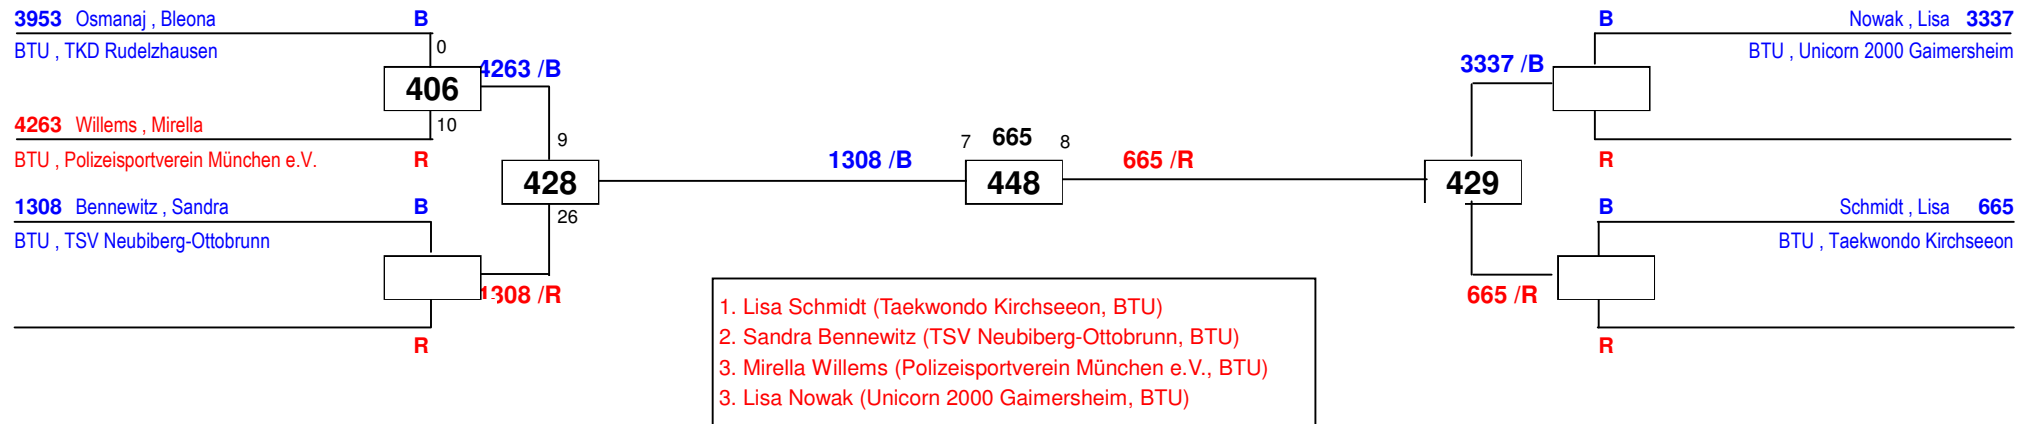 3953 Osmanaj , Bleona B
BTU , TKD Rudelzhausen
0
406
4263 /B
10
4263 Willems , Mirella
BTU , Polizeisportverein München e.V. R
1308 Bennewitz , Sandra B
BTU , TSV Neubiberg-Ottobrunn
1308 /R
R
9
428
26
1308 /B
7 665 8
448
665 /R
429
3337 /B
B Nowak , Lisa 3337
BTU , Unicorn 2000 Gaimersheim
R
B Schmidt , Lisa 665
BTU , Taekwondo Kirchseeon
665 /R
R
1. Lisa Schmidt (Taekwondo Kirchseeon, BTU)
2. Sandra Bennewitz (TSV Neubiberg-Ottobrunn, BTU)
3. Mirella Willems (Polizeisportverein München e.V., BTU)
3. Lisa Nowak (Unicorn 2000 Gaimersheim, BTU)